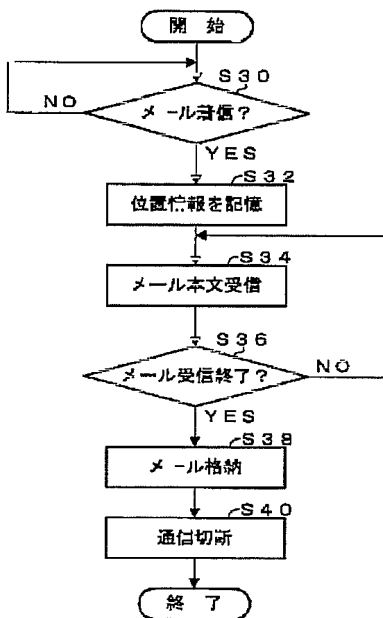 開 始
S30
メール着信？
NO
YES
S32
位置情報を記憶
S34
メール本文受信
S36
メール受信終了？
NO
YES
S38
メール格納
S40
通信切断
終 了